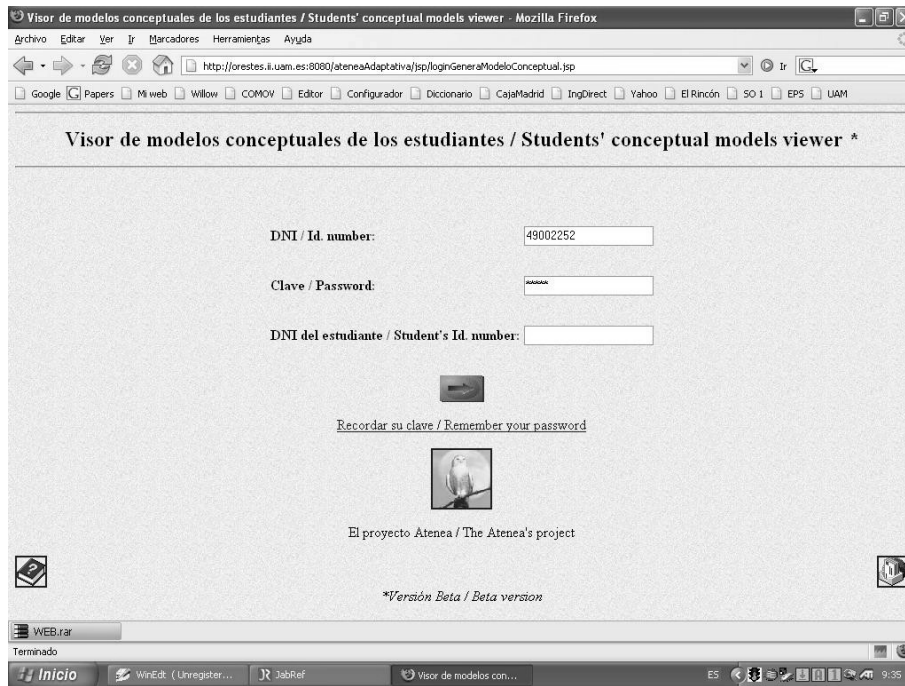 Visor de modelos conceptuales de los estudiantes / Students' conceptual models viewer - Mozilla Firefox
Archivo Editar Ver Ir Marcadores Herramientas Ayuda
http://orestes.ii.uam.es:8080/ateneaAdaptativa/jsp/loginGeneraModeloConceptual.jsp Ir G
Google G Papers Mi web Willow COMOV Editor Configurador Diccionario CajaMadrid IngDirect Yahoo El Rincón SO 1 EPS UAM
Visor de modelos conceptuales de los estudiantes / Students' conceptual models viewer *
DNI / Id. number: 49002252
Clave / Password: *****
DNI del estudiante / Student's Id. number:
Recordar su clave / Remember your password
El proyecto Atenea / The Atenea's project
*Versión Beta / Beta version
WEB.rar
Terminado
Inicio WinEdt (Unregister... JabRef Visor de modelos con... ES 9:35